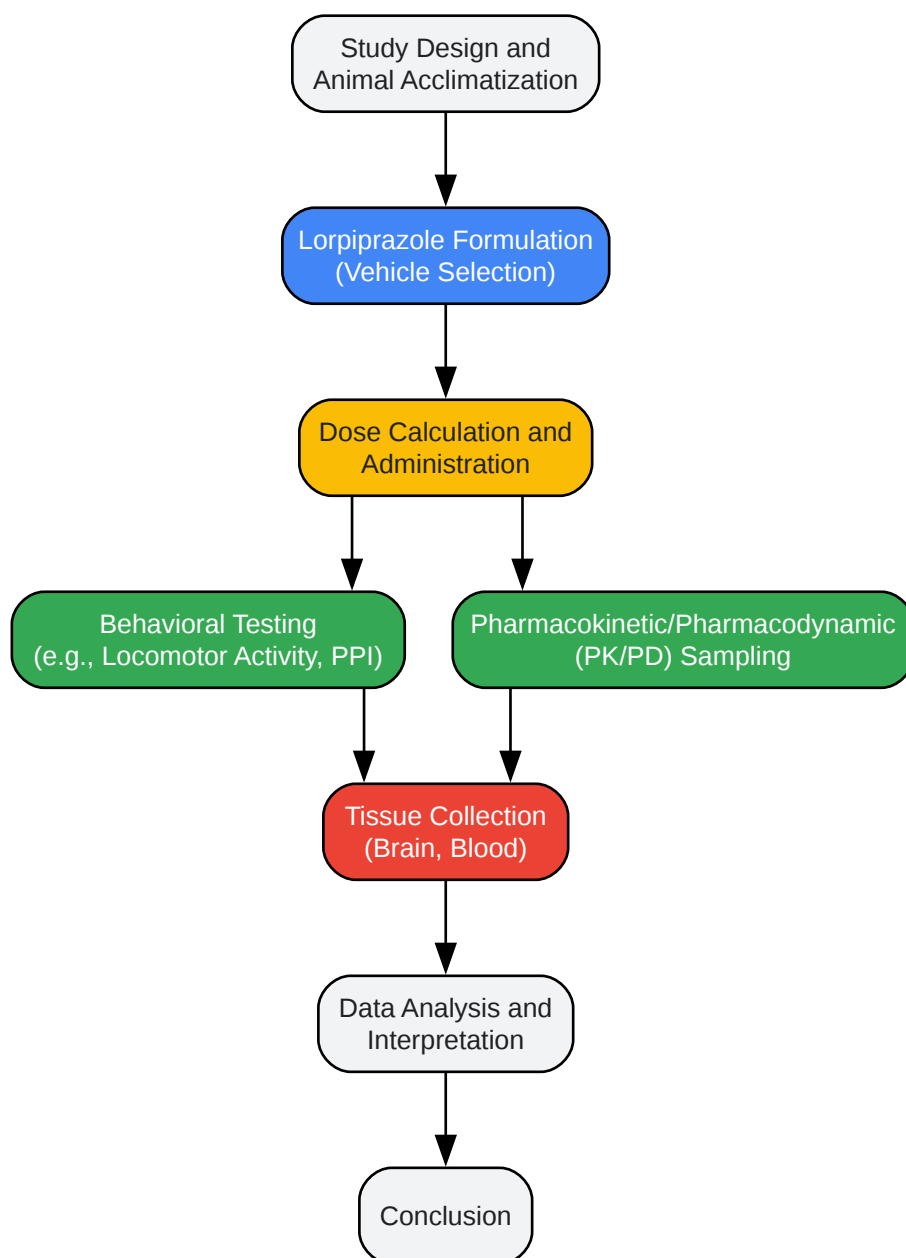 Study Design and
Animal Acclimatization
Lorpiprazole Formulation
(Vehicle Selection)
Dose Calculation and
Administration
Behavioral Testing
(e.g., Locomotor Activity, PPI)
Pharmacokinetic/Pharmacodynamic
(PK/PD) Sampling
Tissue Collection
(Brain, Blood)
Data Analysis and
Interpretation
Conclusion